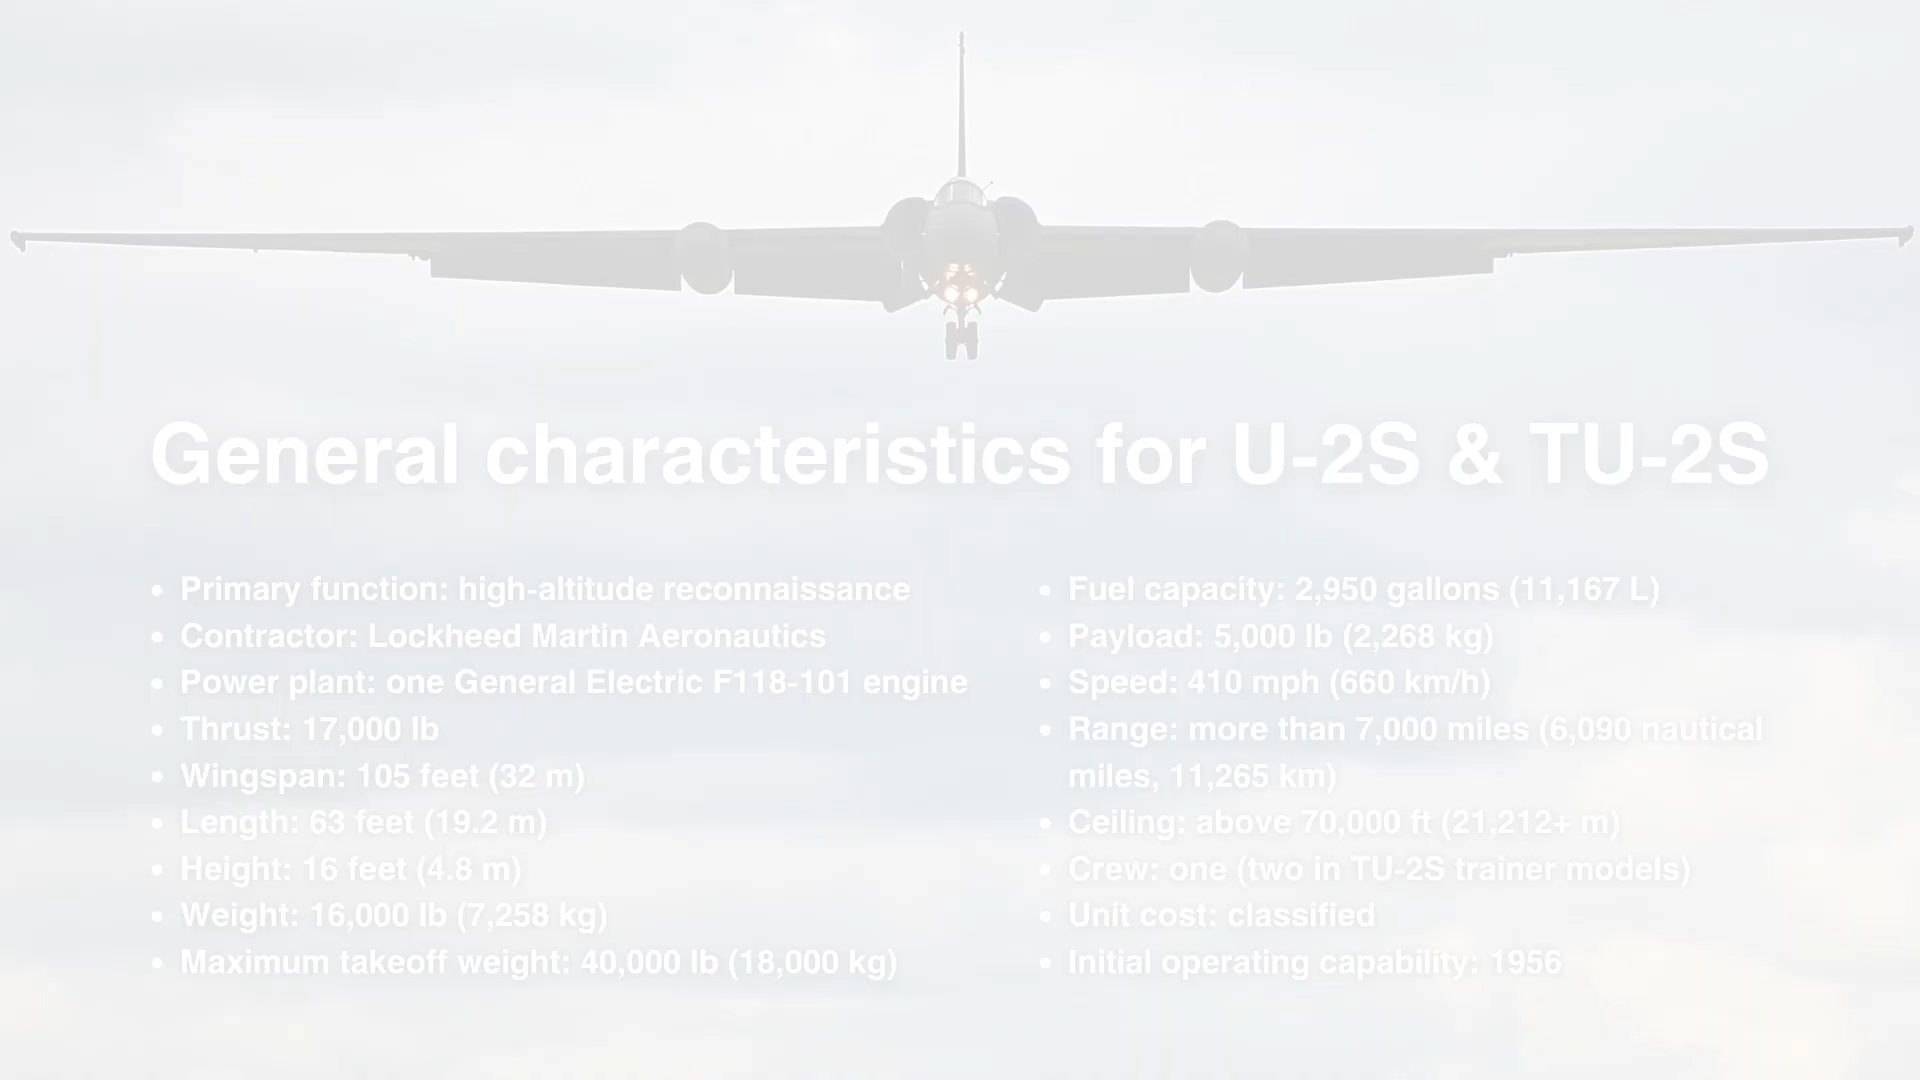 General characteristics for U-2S & TU-2S
• Primary function: high-altitude reconnaissance
• Contractor: Lockheed Martin Aeronautics
• Power plant: one General Electric F118-101 engine
• Thrust: 17,000 lb
• Wingspan: 105 feet (32 m)
• Length: 63 feet (19.2 m)
• Height: 16 feet (4.8 m)
• Weight: 16,000 lb (7,258 kg)
• Maximum takeoff weight: 40,000 lb (18,000 kg)
• Fuel capacity: 2,950 gallons (11,167 L)
• Payload: 5,000 lb (2,268 kg)
• Speed: 410 mph (660 km/h)
• Range: more than 7,000 miles (6,090 nautical
miles, 11,265 km)
• Ceiling: above 70,000 ft (21,212+ m)
• Crew: one (two in TU-2S trainer models)
• Unit cost: classified
• Initial operating capability: 1956